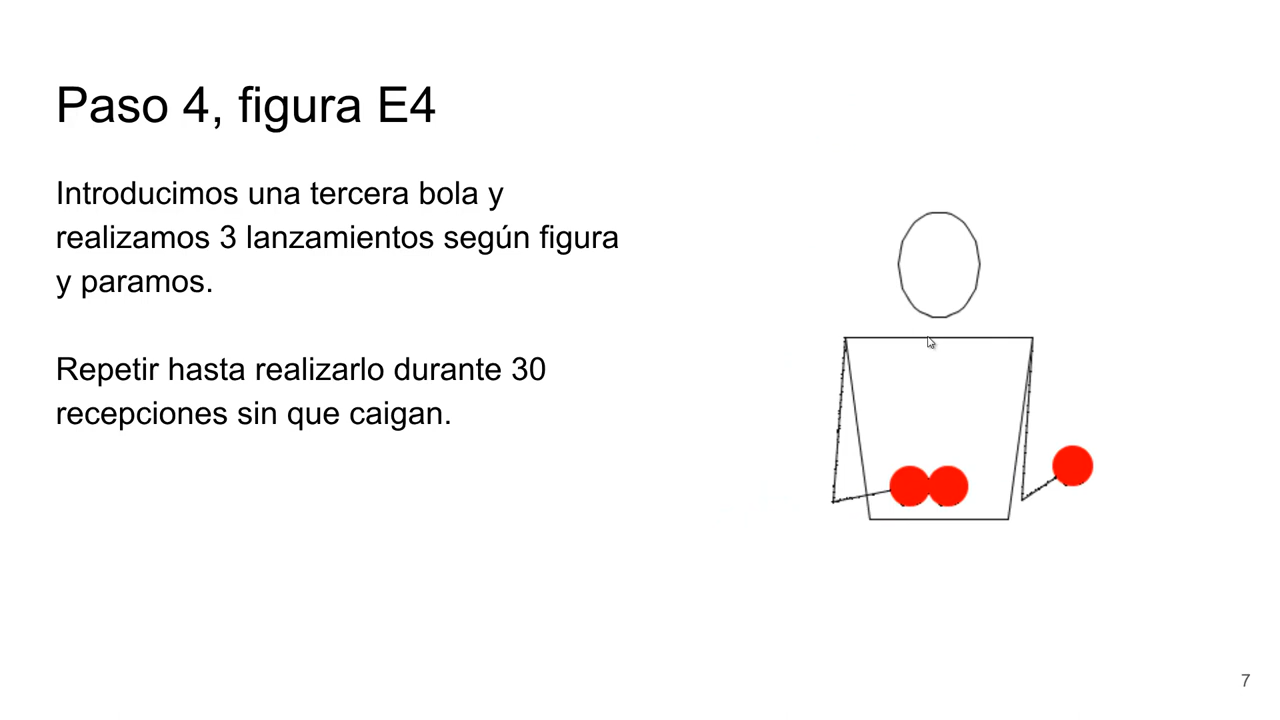 Paso 4, figura E4
Introducimos una tercera bola y
realizamos 3 lanzamientos según figura
y paramos.
Repetir hasta realizarlo durante 30
recepciones sin que caigan.
7